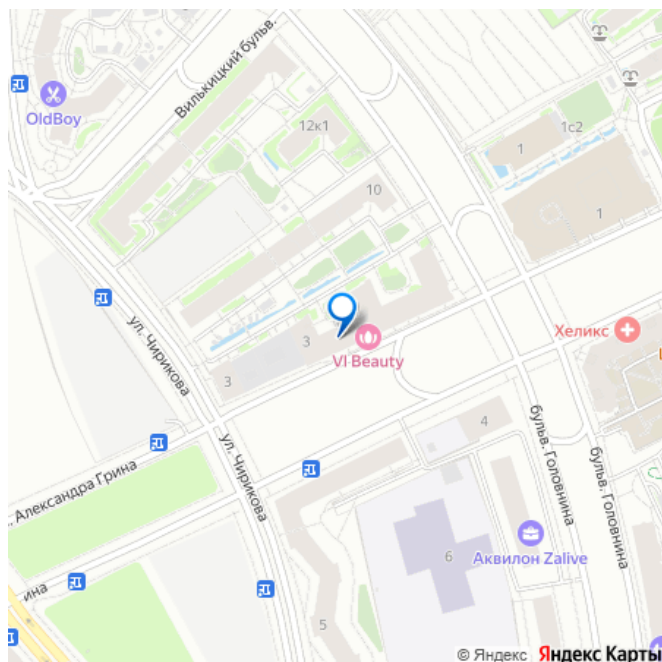 Вилькицкий бульв.
OldBoy
12к1
1с2
1
10
1
ул. Чирикова
3
VI Beauty
3
Хеликс
4
бульв. Головнина
бульв. Головнина
Александра Грина
ул. Чирикова
6
Аквилон Zalive
ина
5
© Яндекс Яндекс Карты